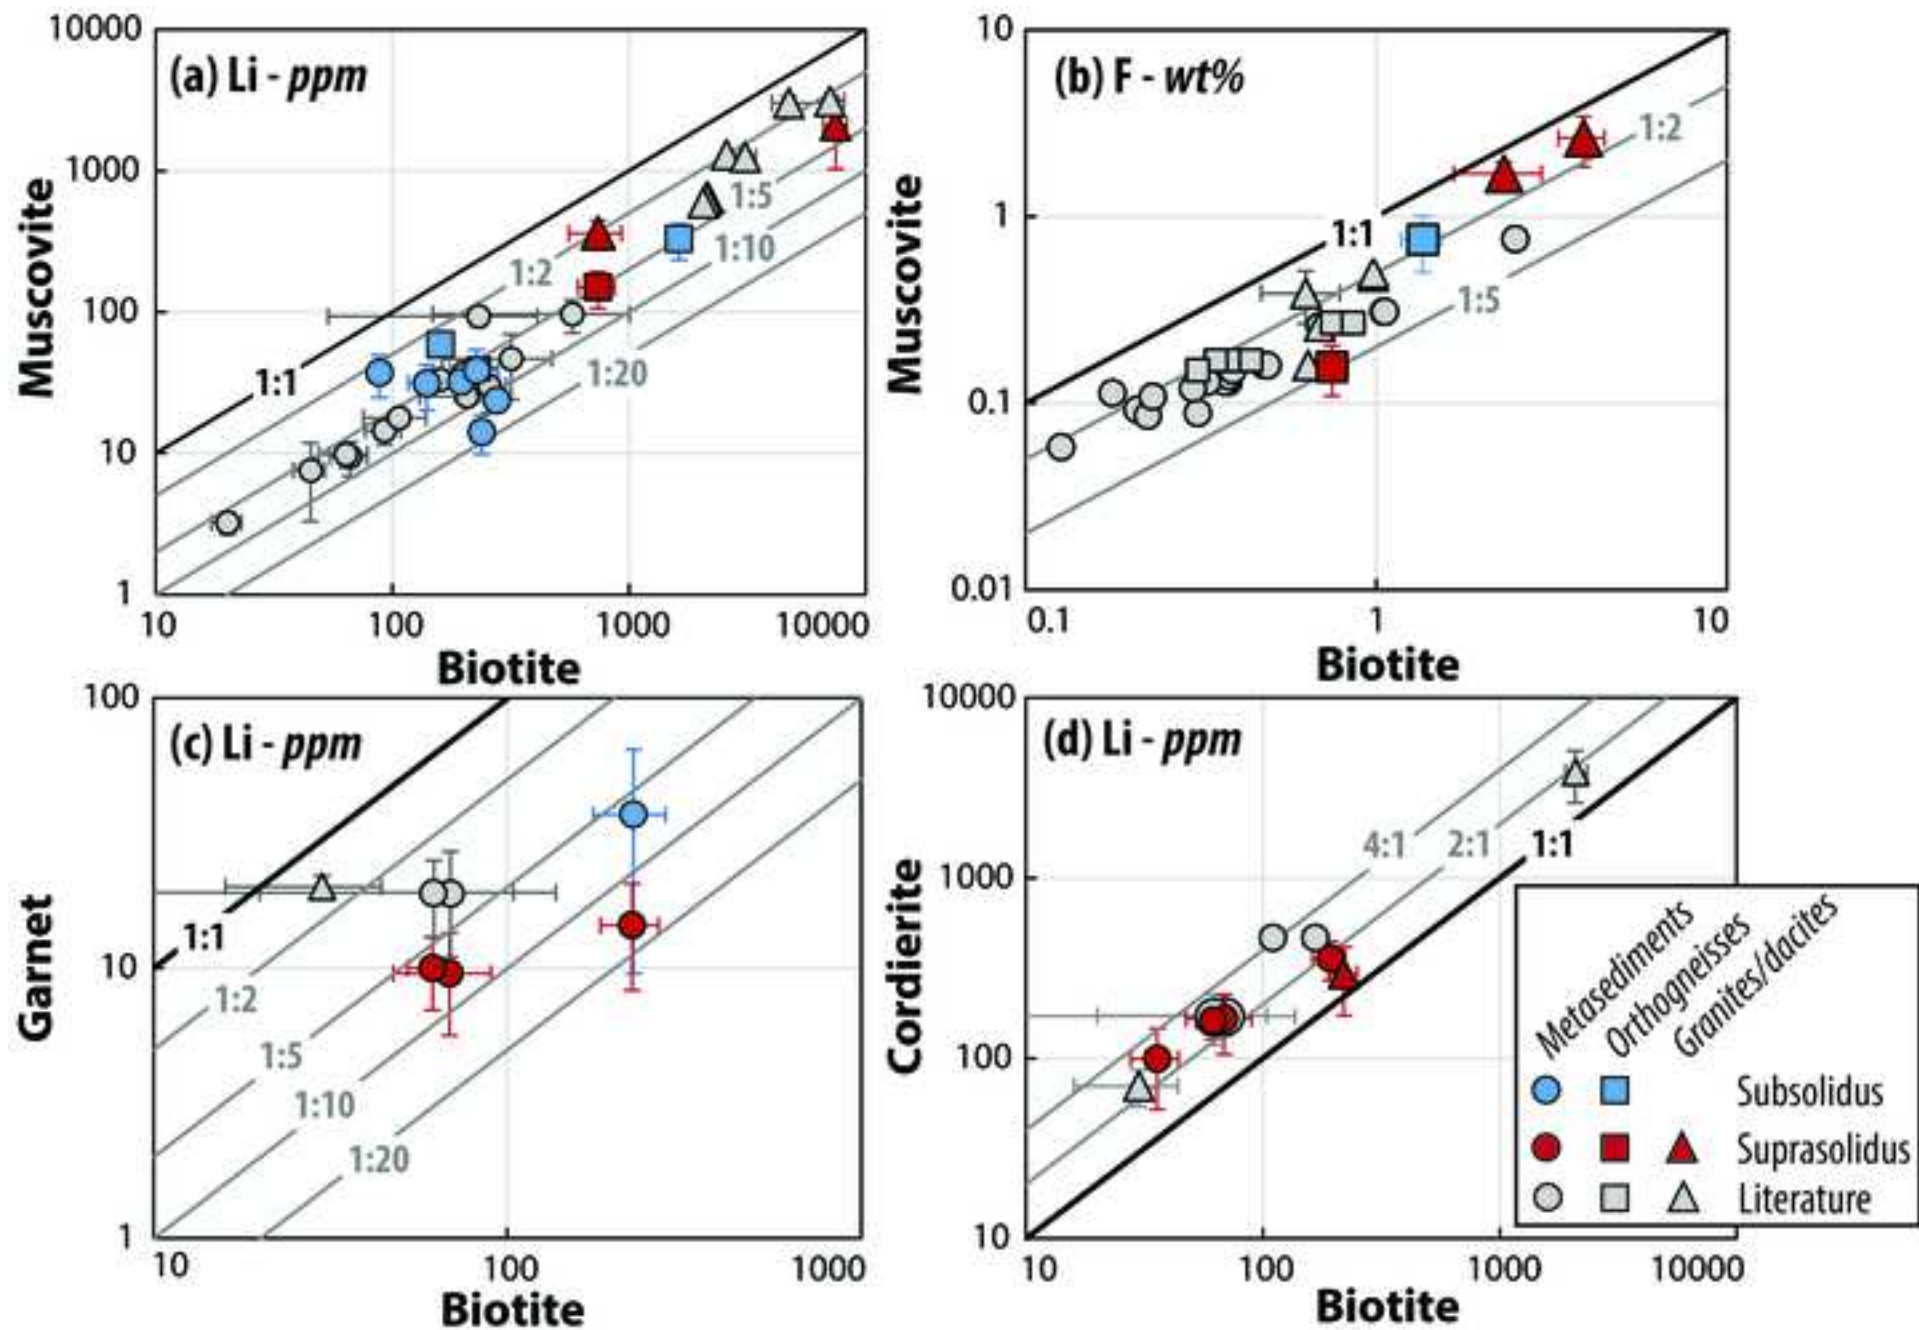 (a) Li - ppm
Muscovite
10000
1000
100
10
1
1:1
1:2
1:5
1:10
1:20
10
100
1000
10000
Biotite
(b) F - wt%
Muscovite
10
1
0.1
0.01
1:1
1:2
1:5
0.1
1
10
Biotite
(c) Li - ppm
Garnet
100
10
1
1:1
1:2
1:5
1:10
1:20
10
100
1000
Biotite
(d) Li - ppm
Cordierite
10000
1000
100
10
4:1
2:1
1:1
10
100
1000
10000
Biotite
Metasediments
Orthogneisses
Granites/dacites
Subsolidus
Suprasolidus
Literature